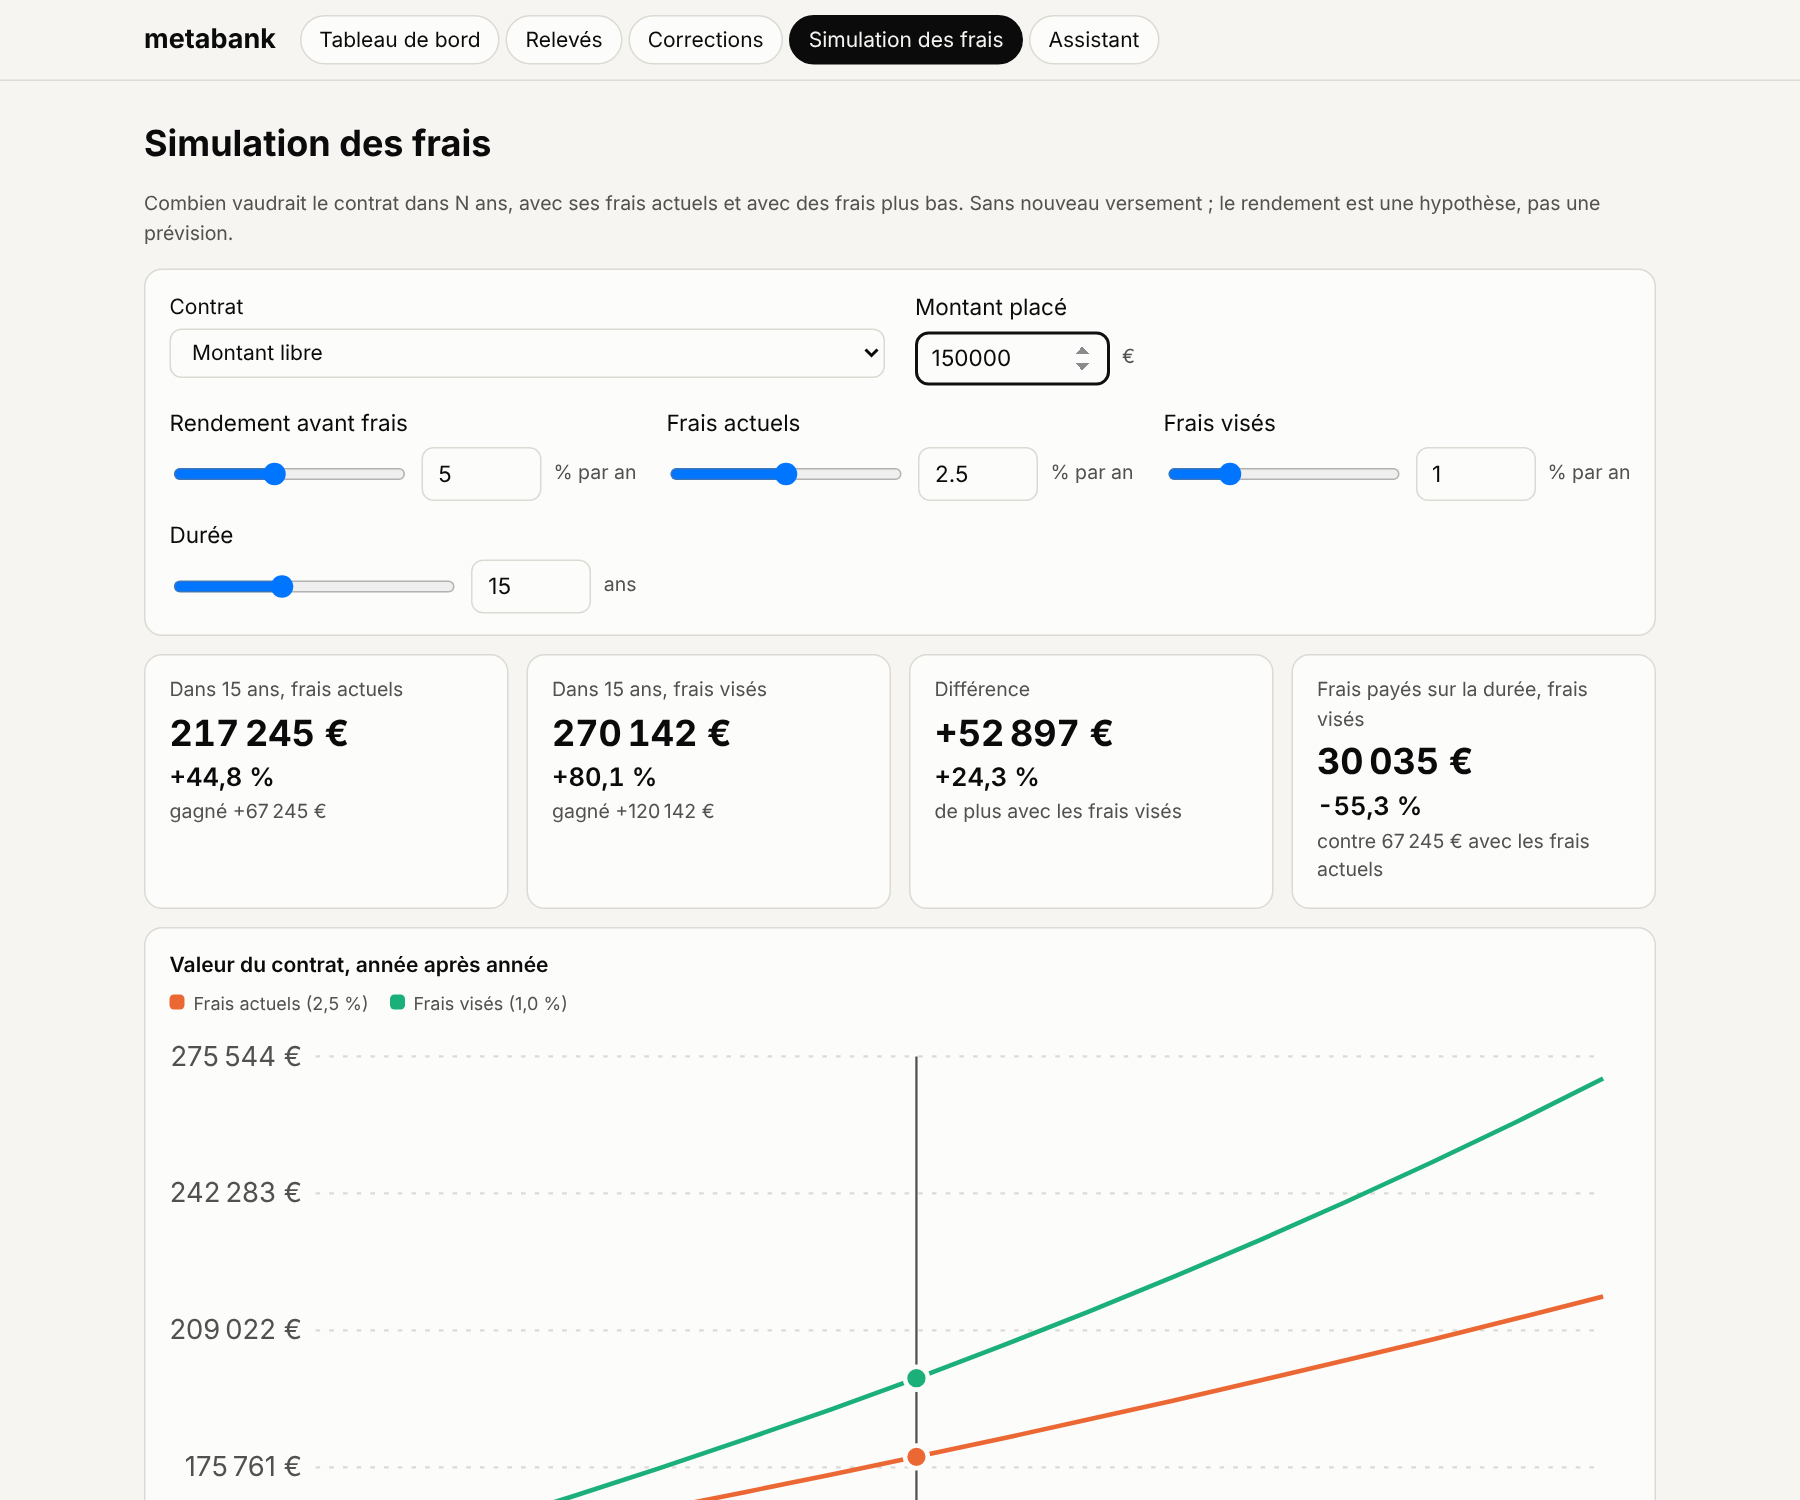 metabank
Tableau de bord
Relevés
Corrections
Simulation des frais
Assistant
Simulation des frais
Combien vaudrait le contrat dans N ans, avec ses frais actuels et avec des frais plus bas. Sans nouveau versement ; le rendement est une hypothèse, pas une
prévision.
Contrat
Montant placé
Montant libre
150000
€
Rendement avant frais
Frais actuels
Frais visés
5
% par an
2.5
% par an
1
% par an
Durée
15
ans
Dans 15 ans, frais actuels
217 245 €
+44,8 %
gagné +67 245 €
Dans 15 ans, frais visés
270 142 €
+80,1 %
gagné +120 142 €
Différence
+52 897 €
+24,3 %
de plus avec les frais visés
Frais payés sur la durée, frais
visés
30 035 €
-55,3 %
contre 67 245 € avec les frais
actuels
Valeur du contrat, année après année
Frais actuels (2,5 %)
Frais visés (1,0 %)
275 544 €
242 283 €
209 022 €
175 761 €